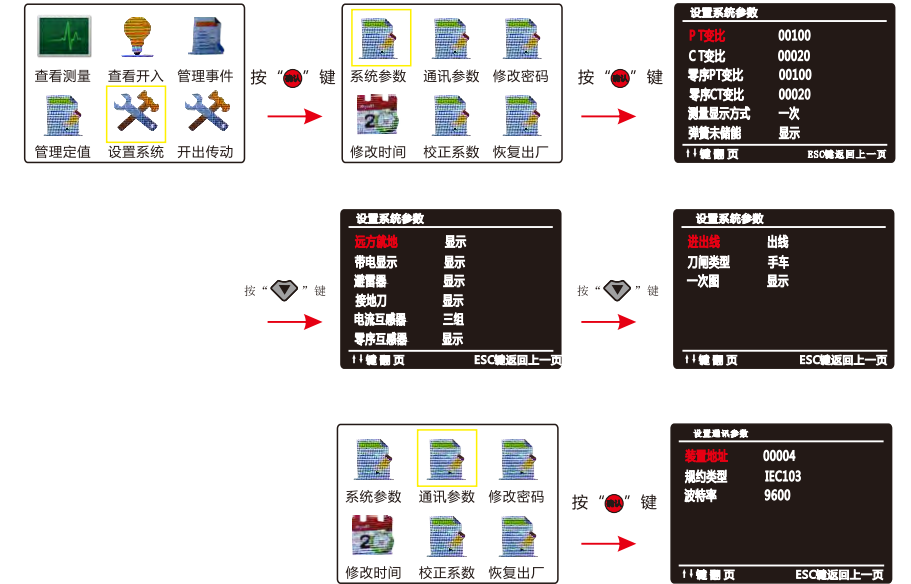 查看测量 查看开入 管理事件
管理定值 设置系统 开出传动
按“确认”键
系统参数 通讯参数 修改密码
修改时间 校正系数 恢复出厂
按“确认”键
设置系统参数
PT变比 00100
CT变比 00020
零序PT变比 00100
零序CT变比 00020
测量显示方式 一次
弹簧未储能 显示
↑↓键翻页 ESC键返回上一页
按“▽”键
设置系统参数
远方就地 显示
带电显示 显示
避雷器 显示
接地刀 显示
电流互感器 三组
零序互感器 显示
↑↓键翻页 ESC键返回上一页
按“▽”键
设置系统参数
进出线 出线
刀闸类型 手车
一次图 显示
↑↓键翻页 ESC键返回上一页
系统参数 通讯参数 修改密码
修改时间 校正系数 恢复出厂
按“确认”键
设置通讯参数
装置地址 00004
规约类型 IEC103
波特率 9600
↑↓键翻页 ESC键返回上一页